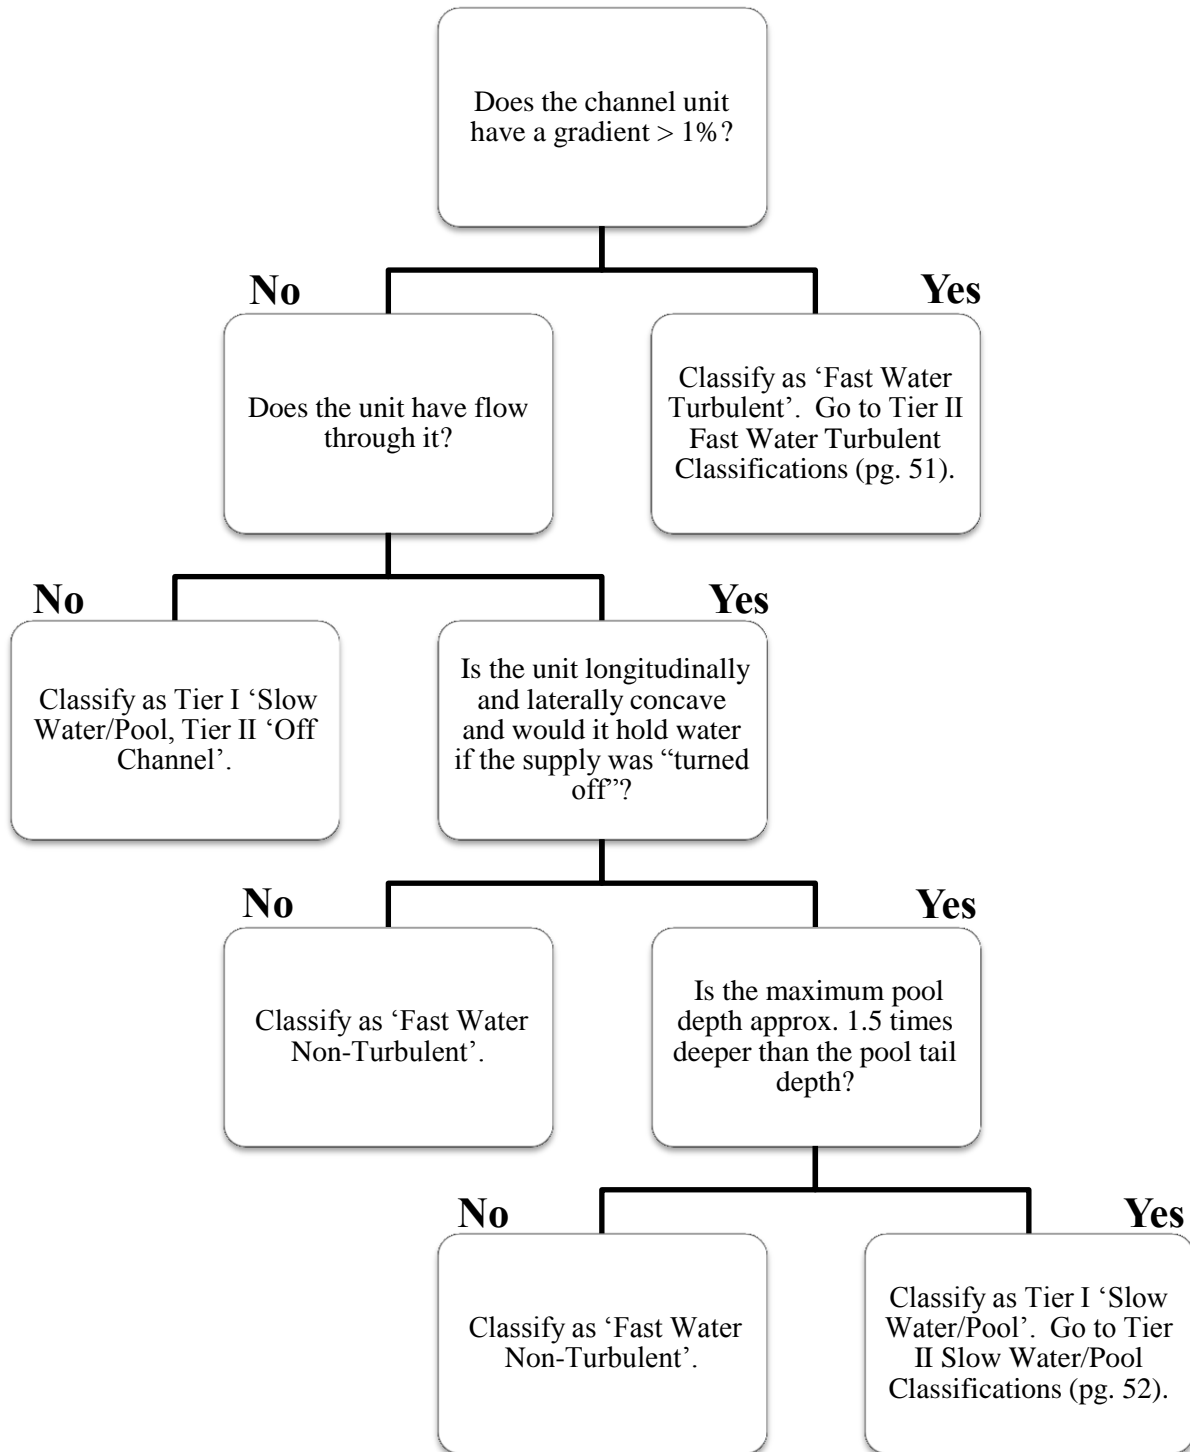 Does the channel unit
have a gradient > 1%?
No
Yes
Does the unit have flow
through it?
Classify as ‘Fast Water
Turbulent’.  Go to Tier II
Fast Water Turbulent
Classifications (pg. 51).
No
Yes
Classify as Tier I ‘Slow
Water/Pool, Tier II ‘Off
Channel’.
Is the unit longitudinally
and laterally concave
and would it hold water
if the supply was “turned
off”?
No
Yes
Classify as ‘Fast Water
Non-Turbulent’.
Is the maximum pool
depth approx. 1.5 times
deeper than the pool tail
depth?
No
Yes
Classify as ‘Fast Water
Non-Turbulent’.
Classify as Tier I ‘Slow
Water/Pool’.  Go to Tier
II Slow Water/Pool
Classifications (pg. 52).